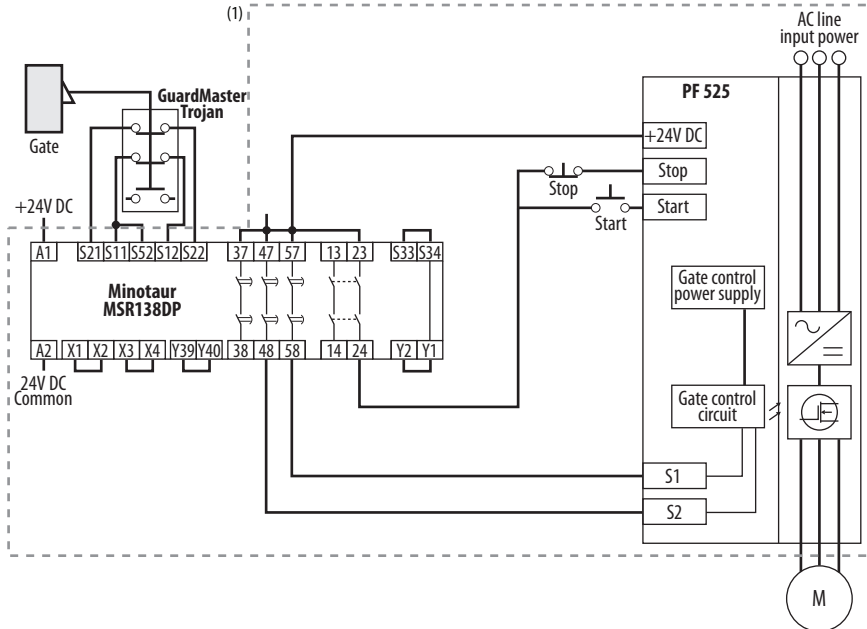 (1)
AC line
input power
GuardMaster
Trojan
PF 525
Gate
+24V DC
Stop
Stop
Start
Start
+24V DC
A1 S21 S11 S52 S12 S22 37 47 57 13 23 S33 S34
Minotaur
MSR138DP
Gate control
power supply
A2 X1 X2 X3 X4 Y39 Y40 38 48 58 14 24 Y2 Y1
24V DC
Common
Gate control
circuit
S1
S2
M